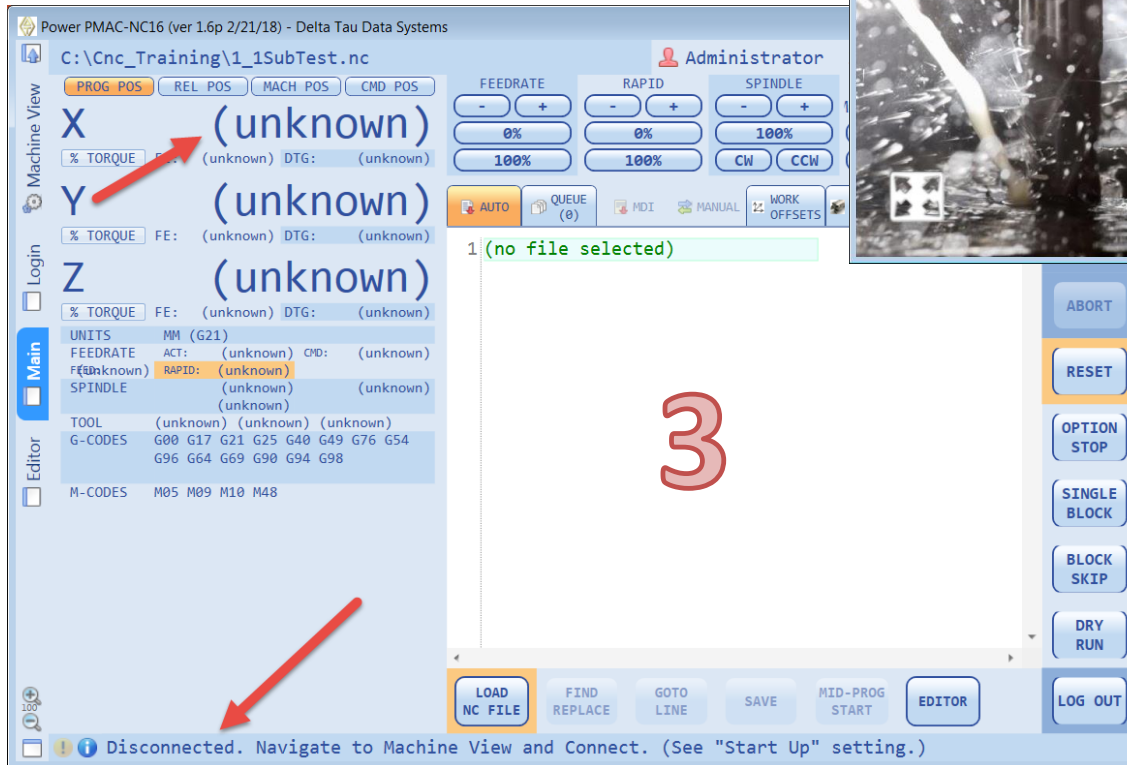 Power PMAC-NC16 (ver 1.6p 2/21/18) - Delta Tau Data Systems
C:\Cnc_Training\1_1SubTest.nc
Administrator
PROG POS REL POS MACH POS CMD POS
X (unknown)
% TORQUE (unknown) DTG: (unknown)
Y (unknown)
% TORQUE FE: (unknown) DTG: (unknown)
Z (unknown)
% TORQUE FE: (unknown) DTG: (unknown)
UNITS MM (G21)
FEEDRATE ACT: (unknown) CMD: (unknown)
FEED: (unknown) RAPID: (unknown)
SPINDLE (unknown) (unknown)
(unknown)
TOOL (unknown) (unknown) (unknown)
G-CODES G00 G17 G21 G25 G40 G49 G76 G54
G96 G64 G69 G90 G94 G98
M-CODES M05 M09 M10 M48
Machine View
Login
Main
Editor
100%
FEEDRATE RAPID SPINDLE
- + - + - +
0% 0% 100%
100% 100% CW CCW
AUTO
QUEUE
(0)
MDI
MANUAL
WORK
OFFSETS
1 (no file selected)
3
ABORT
RESET
OPTION
STOP
SINGLE
BLOCK
BLOCK
SKIP
DRY
RUN
LOG OUT
LOAD
NC FILE
FIND
REPLACE
GOTO
LINE
SAVE
MID-PROG
START
EDITOR
Disconnected. Navigate to Machine View and Connect. (See "Start Up" setting.)